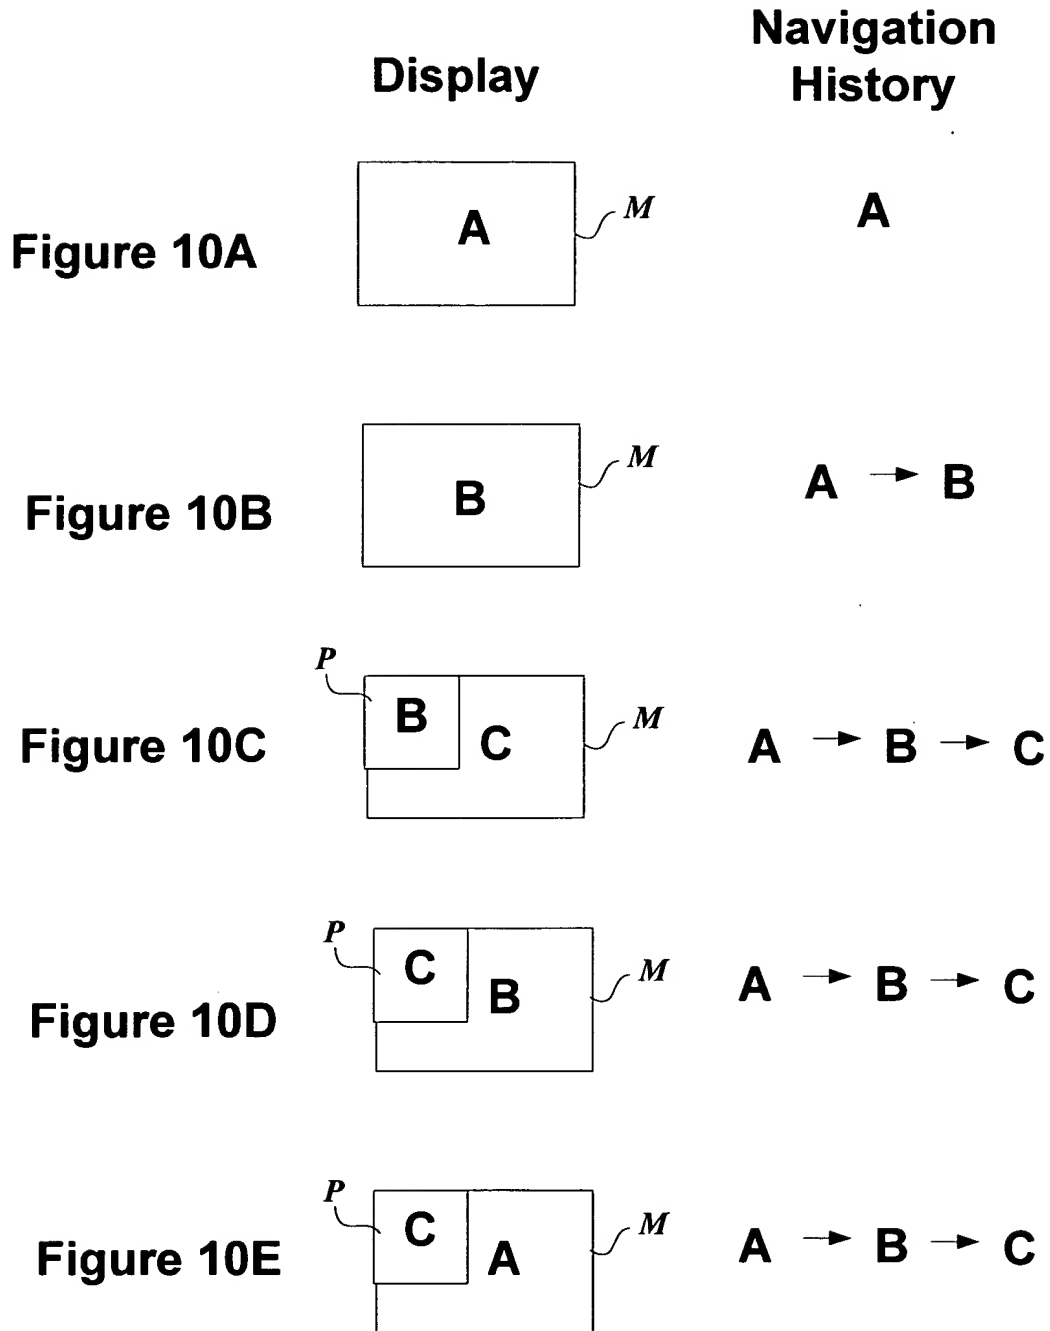 Display
Navigation
History
Figure 10A
A
M
A
Figure 10B
B
M
A → B
Figure 10C
P
B
C
M
A → B → C
Figure 10D
P
C
B
M
A → B → C
Figure 10E
P
C
A
M
A → B → C